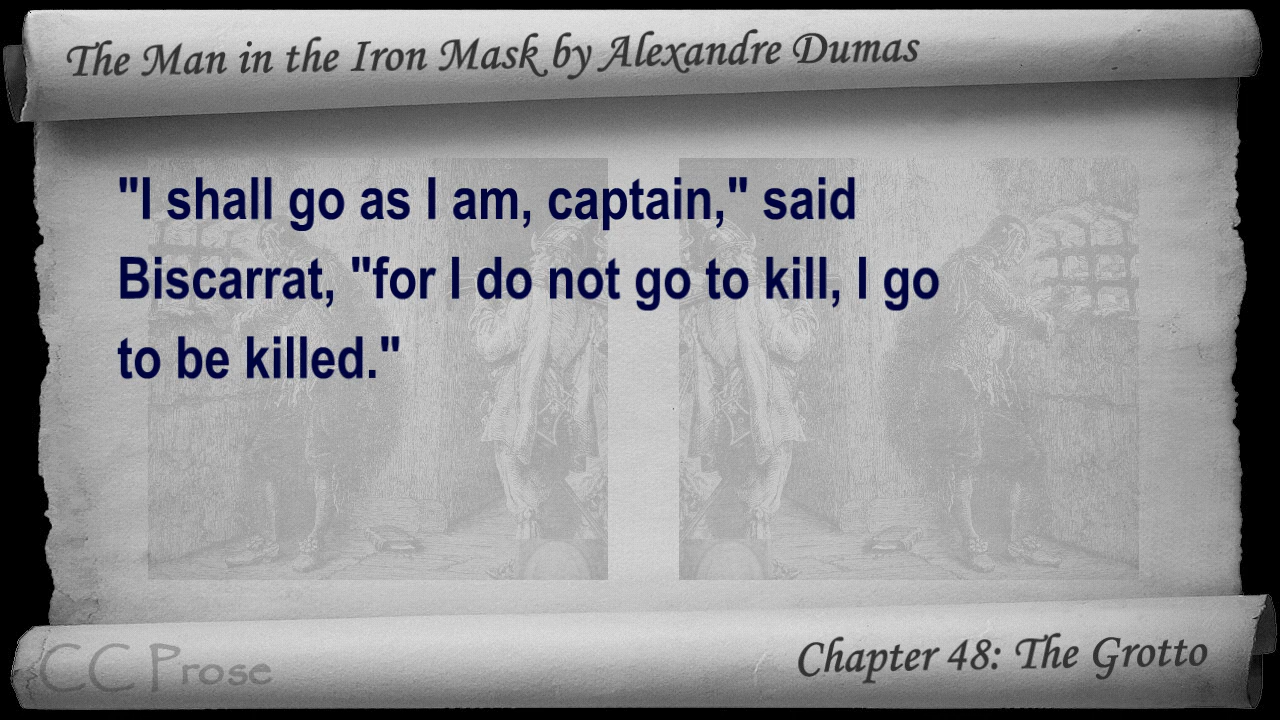 The Man in the Iron Mask by Alexandre Dumas
"I shall go as I am, captain," said
Biscarrat, "for I do not go to kill, I go
to be killed."
CC Prose
Chapter 48: The Grotto